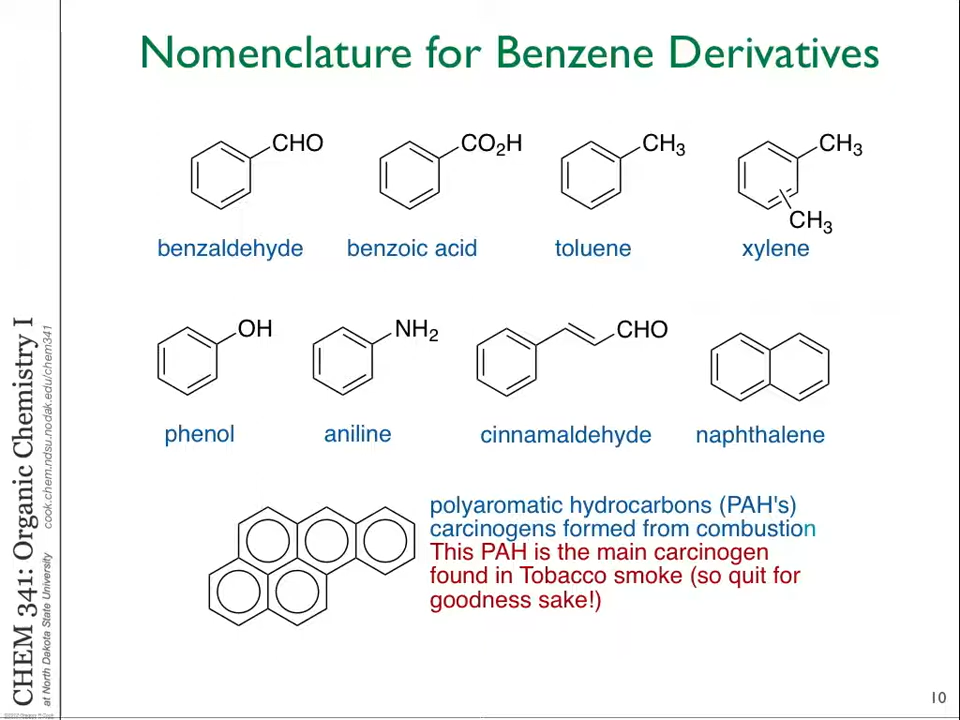 Nomenclature for Benzene Derivatives
CHO
CO₂H
CH₃
CH₃
CH₃
benzaldehyde
benzoic acid
toluene
xylene
OH
NH₂
CHO
phenol
aniline
cinnamaldehyde
naphthalene
polyaromatic hydrocarbons (PAH's)
carcinogens formed from combustion
This PAH is the main carcinogen
found in Tobacco smoke (so quit for
goodness sake!)
CHEM 341: Organic Chemistry I
at North Dakota State University cook.chem.ndsu.nodak.edu/chem341
10